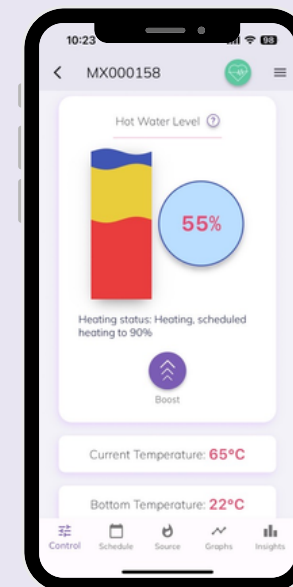 10:23
98
MX000158
Hot Water Level ?
55%
Heating status: Heating, scheduled
heating to 90%
Boost
Current Temperature: 65°C
Bottom Temperature: 22°C
Control Schedule Source Graphs Insights